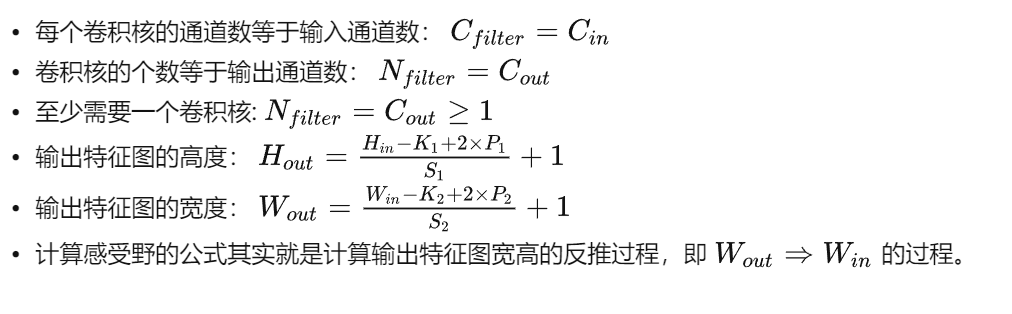 • 每个卷积核的通道数等于输入通道数： $C_{filter} = C_{in}$
• 卷积核的个数等于输出通道数： $N_{filter} = C_{out}$
• 至少需要一个卷积核: $N_{filter} = C_{out} \geq 1$
• 输出特征图的高度： $H_{out} = \frac{H_{in}-K_1+2\times P_1}{S_1} + 1$
• 输出特征图的宽度： $W_{out} = \frac{W_{in}-K_2+2\times P_2}{S_2} + 1$
• 计算感受野的公式其实就是计算输出特征图宽高的反推过程，即 $W_{out} \Rightarrow W_{in}$ 的过程。